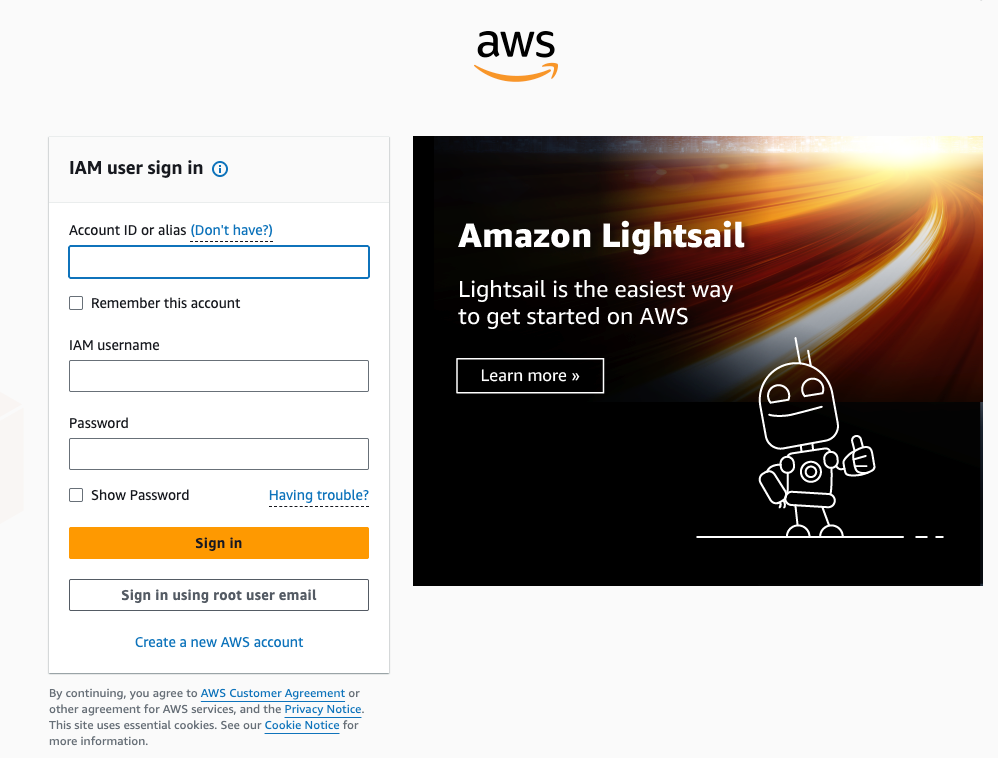 aws
IAM user sign in
Account ID or alias (Don't have?)
Remember this account
IAM username
Password
Show Password
Having trouble?
Sign in
Sign in using root user email
Create a new AWS account
By continuing, you agree to AWS Customer Agreement or
other agreement for AWS services, and the Privacy Notice.
This site uses essential cookies. See our Cookie Notice for
more information.
Amazon Lightsail
Lightsail is the easiest way
to get started on AWS
Learn more »